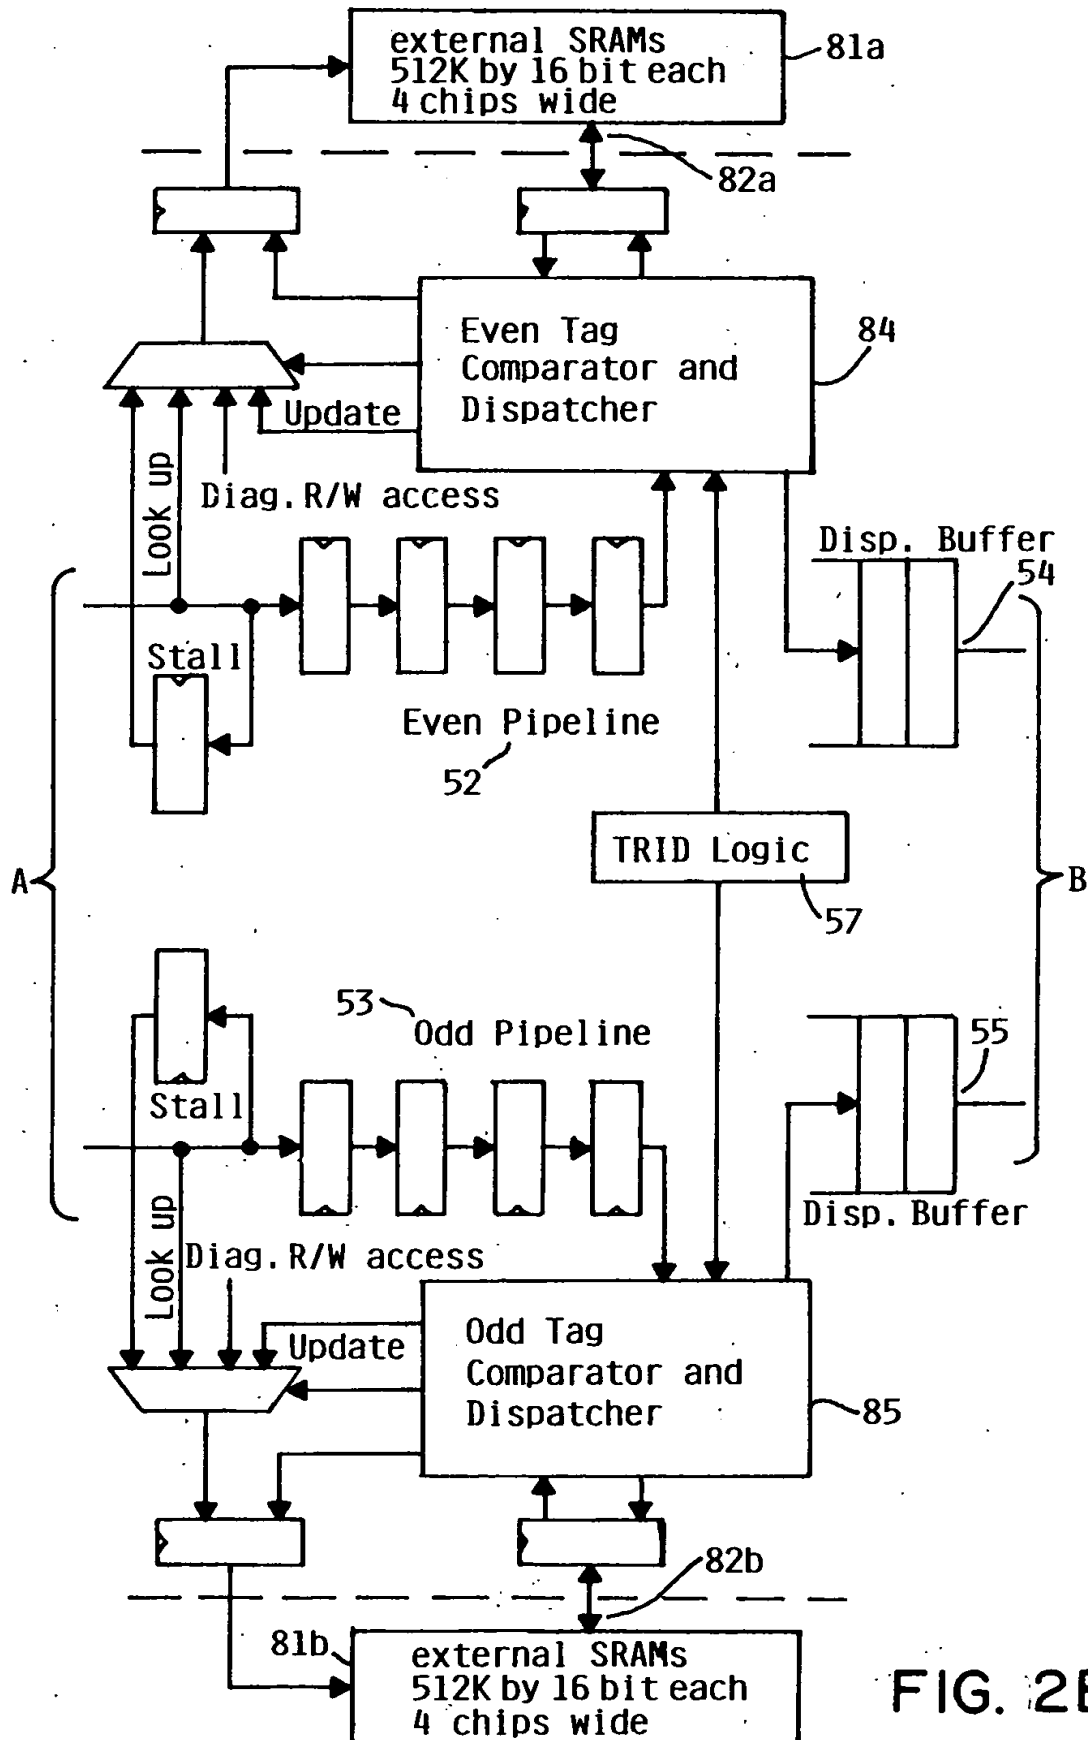 external SRAMs
512K by 16 bit each
4 chips wide
81a
82a
Even Tag
Comparator and
Dispatcher
84
Update
Look up
Diag. R/W access
Disp. Buffer
54
Stall
Even Pipeline
52
TRID Logic
57
A
B
53
Odd Pipeline
55
Stall
Disp. Buffer
Look up
Diag. R/W access
Update
Odd Tag
Comparator and
Dispatcher
85
82b
81b
external SRAMs
512K by 16 bit each
4 chips wide
FIG. 2B